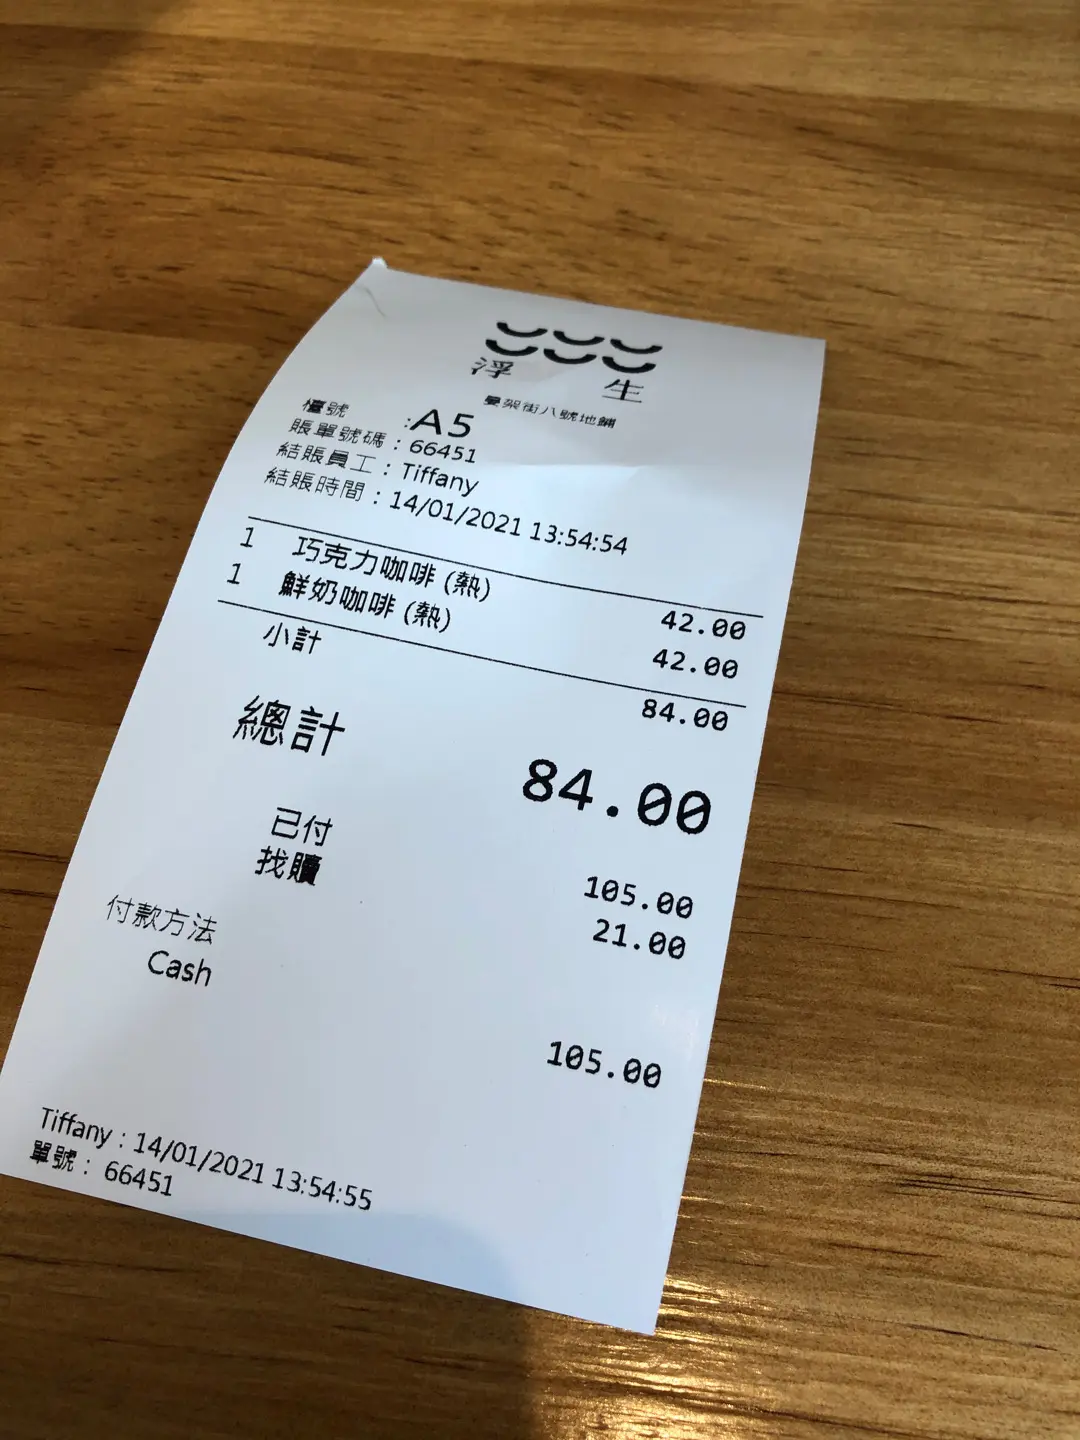 浮生
晏架街八號地鋪
檯號 :A5
賬單號碼 : 66451
結賬員工 : Tiffany
結賬時間 : 14/01/2021 13:54:54
1 巧克力咖啡 (熱) 42.00
1 鮮奶咖啡 (熱) 42.00
小計 84.00
總計 84.00
已付 105.00
找贖 21.00
付款方法
Cash 105.00
Tiffany : 14/01/2021 13:54:55
單號 : 66451